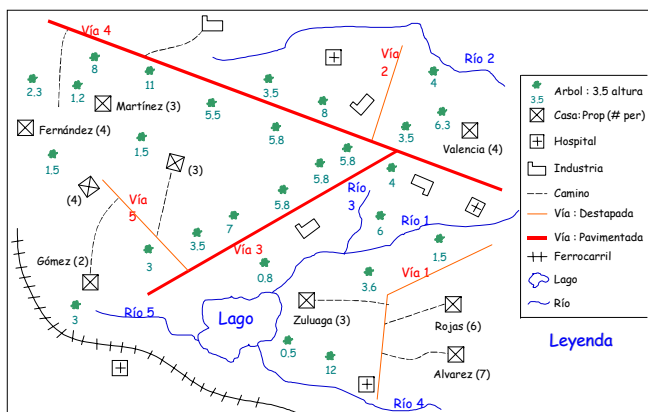 Vía 4
Vía 2
Río 2
8
11
2,3
1,2
3,5
4
Martínez (3)
5,5
8
6,3
Fernández (4)
5,8
3,5
Valencia (4)
1,5
1,5
5,8
(3)
5,8
4
(4)
Río 3
5,8
Vía 5
7
6
Río 1
3,5
Vía 3
1,5
Gómez (2)
3
0,8
3.6
Vía 1
3
Río 5
Lago
Zuluaga (3)
Rojas (6)
0,5
12
Alvarez (7)
Río 4
3.5
Arbol : 3,5 altura
Casa:Prop (# per)
Hospital
Industria
Camino
Vía : Destapada
Vía : Pavimentada
Ferrocarril
Lago
Río
Leyenda